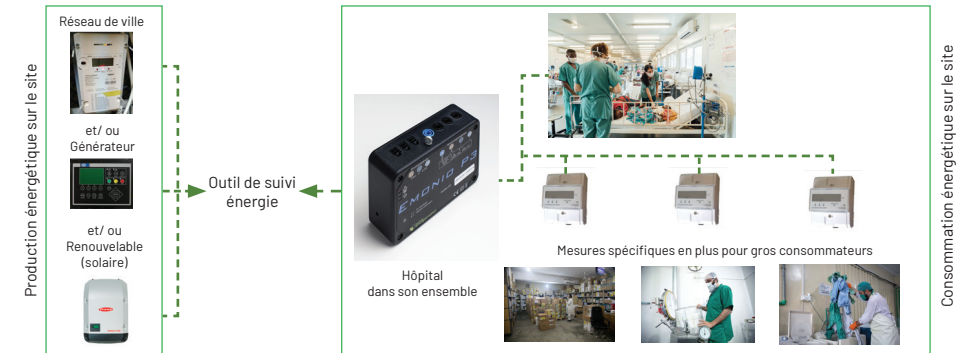 Production énergétique sur le site
Réseau de ville
et/ ou
Générateur
et/ ou
Renouvelable
(solaire)
Outil de suivi
énergie
EMONIO P3
Hôpital
dans son ensemble
Mesures spécifiques en plus pour gros consommateurs
Consommation énergétique sur le site